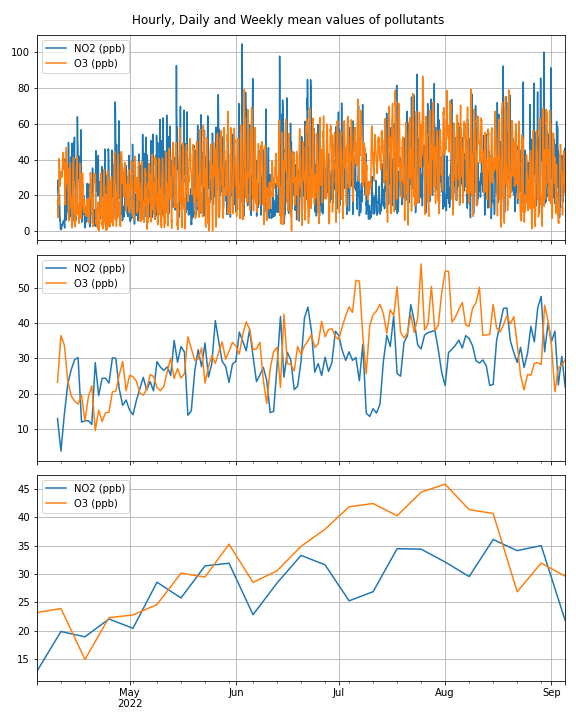 Hourly, Daily and Weekly mean values of pollutants
100
80
60
40
20
0
NO2 (ppb)
O3 (ppb)
50
40
30
20
10
NO2 (ppb)
O3 (ppb)
45
40
35
30
25
20
15
NO2 (ppb)
O3 (ppb)
May
2022
Jun
Jul
Aug
Sep